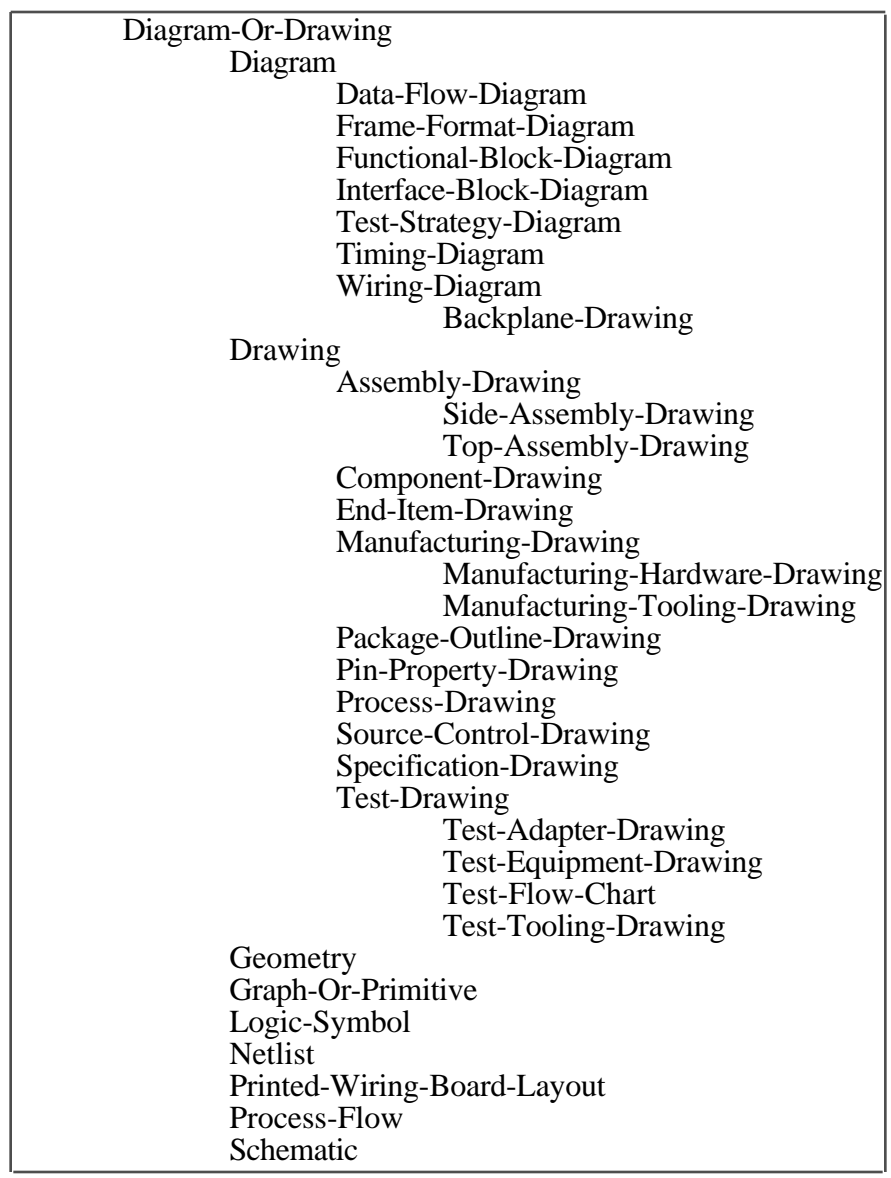 Diagram-Or-Drawing
Diagram
Data-Flow-Diagram
Frame-Format-Diagram
Functional-Block-Diagram
Interface-Block-Diagram
Test-Strategy-Diagram
Timing-Diagram
Wiring-Diagram
Backplane-Drawing
Drawing
Assembly-Drawing
Side-Assembly-Drawing
Top-Assembly-Drawing
Component-Drawing
End-Item-Drawing
Manufacturing-Drawing
Manufacturing-Hardware-Drawing
Manufacturing-Tooling-Drawing
Package-Outline-Drawing
Pin-Property-Drawing
Process-Drawing
Source-Control-Drawing
Specification-Drawing
Test-Drawing
Test-Adapter-Drawing
Test-Equipment-Drawing
Test-Flow-Chart
Test-Tooling-Drawing
Geometry
Graph-Or-Primitive
Logic-Symbol
Netlist
Printed-Wiring-Board-Layout
Process-Flow
Schematic